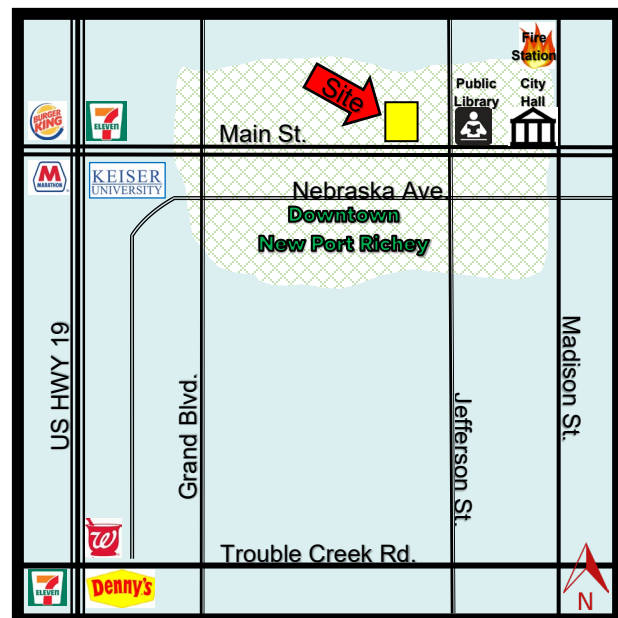 Fire
Station
Site
Public
Library
City
Hall
BURGER
KING
7
ELEVEN
Main St.
M
MARATHON
KEISER
UNIVERSITY
Nebraska Ave.
Downtown
New Port Richey
US HWY 19
Grand Blvd.
Jefferson St.
Madison St.
W
Trouble Creek Rd.
7
ELEVEN
Denny's
N